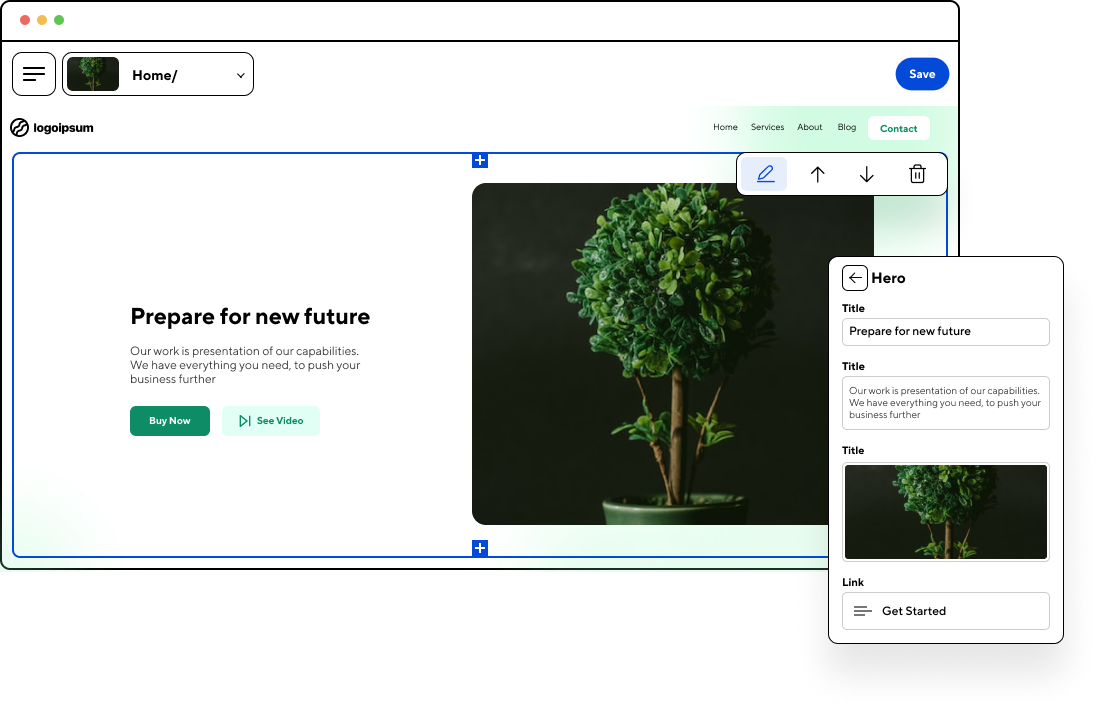 Home/
Save
logoipsum
Home
Services
About
Blog
Contact
Prepare for new future
Our work is presentation of our capabilities.
We have everything you need, to push your
business further
Buy Now
See Video
Hero
Title
Prepare for new future
Title
Our work is presentation of our capabilities.
We have everything you need, to push your
business further
Title
Link
Get Started